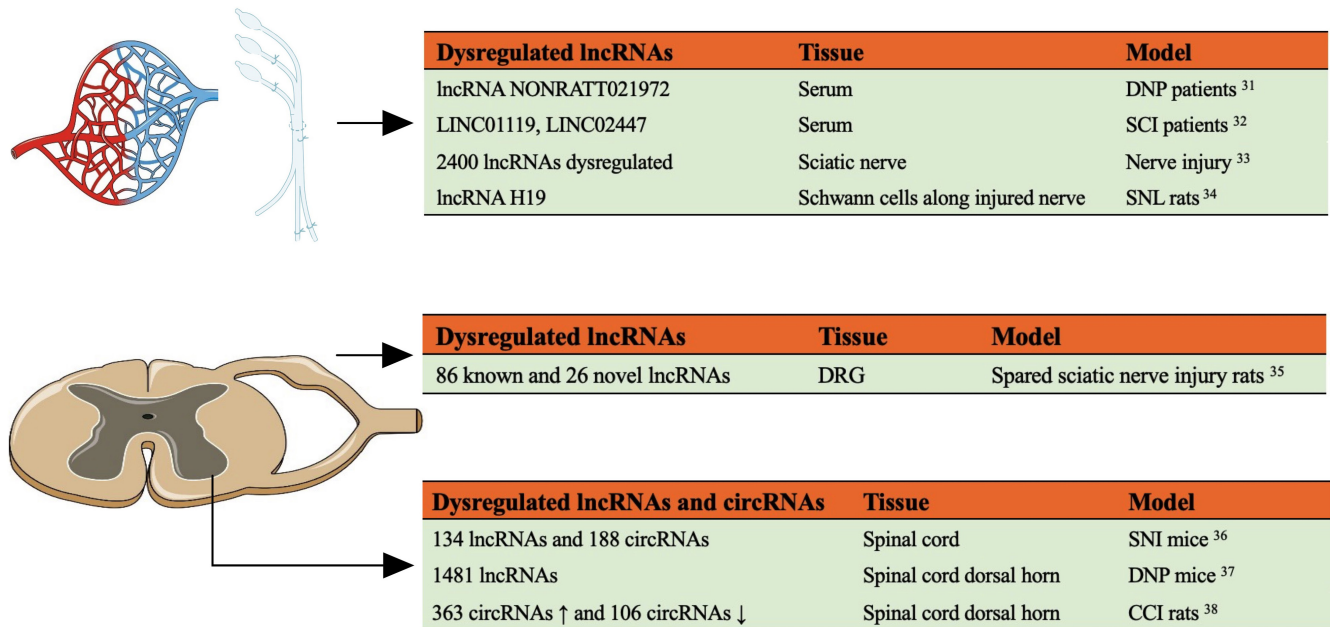 Dysregulated lncRNAs Tissue Model
lncRNA NONRATT021972 Serum DNP patients 31
LINC01119, LINC02447 Serum SCI patients 32
2400 lncRNAs dysregulated Sciatic nerve Nerve injury 33
lncRNA H19 Schwann cells along injured nerve SNL rats 34
Dysregulated lncRNAs Tissue Model
86 known and 26 novel lncRNAs DRG Spared sciatic nerve injury rats 35
Dysregulated lncRNAs and circRNAs Tissue Model
134 lncRNAs and 188 circRNAs Spinal cord SNI mice 36
1481 lncRNAs Spinal cord dorsal horn DNP mice 37
363 circRNAs ↑ and 106 circRNAs ↓ Spinal cord dorsal horn CCI rats 38